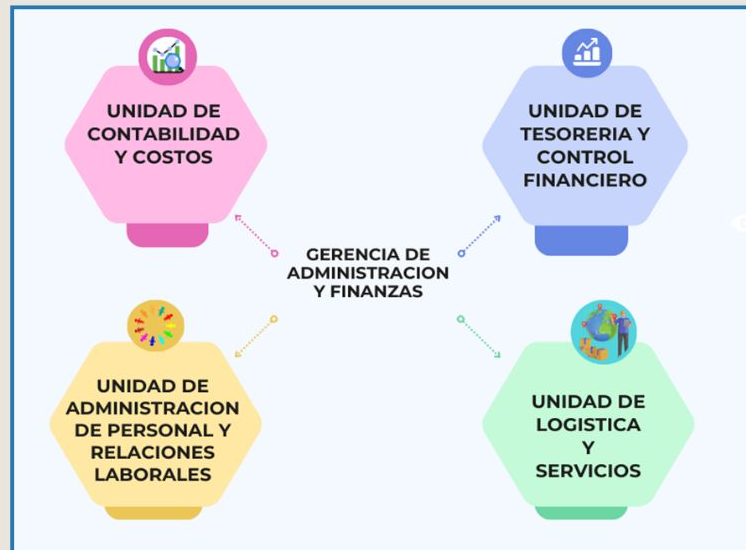 UNIDAD DE
CONTABILIDAD
Y COSTOS
UNIDAD DE
TESORERIA Y
CONTROL
FINANCIERO
GERENCIA DE
ADMINISTRACION
Y FINANZAS
UNIDAD DE
ADMINISTRACION
DE PERSONAL Y
RELACIONES
LABORALES
UNIDAD DE
LOGISTICA
Y
SERVICIOS